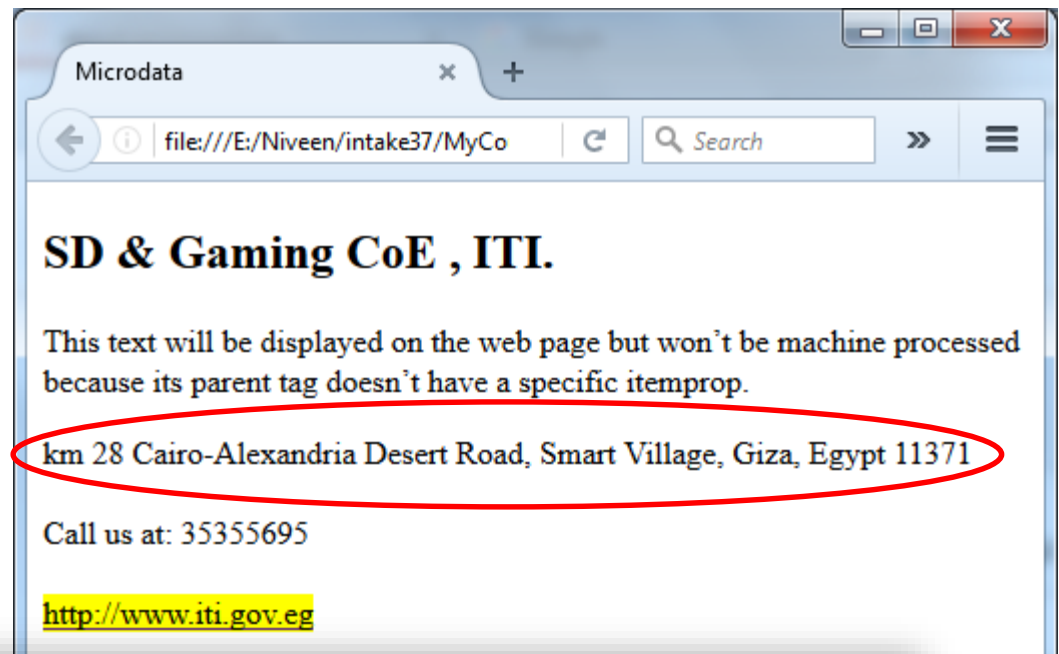 Microdata
file:///E:/Niveen/intake37/MyCo
Search
SD & Gaming CoE , ITI.
This text will be displayed on the web page but won’t be machine processed
because its parent tag doesn’t have a specific itemprop.
km 28 Cairo-Alexandria Desert Road, Smart Village, Giza, Egypt 11371
Call us at: 35355695
http://www.iti.gov.eg